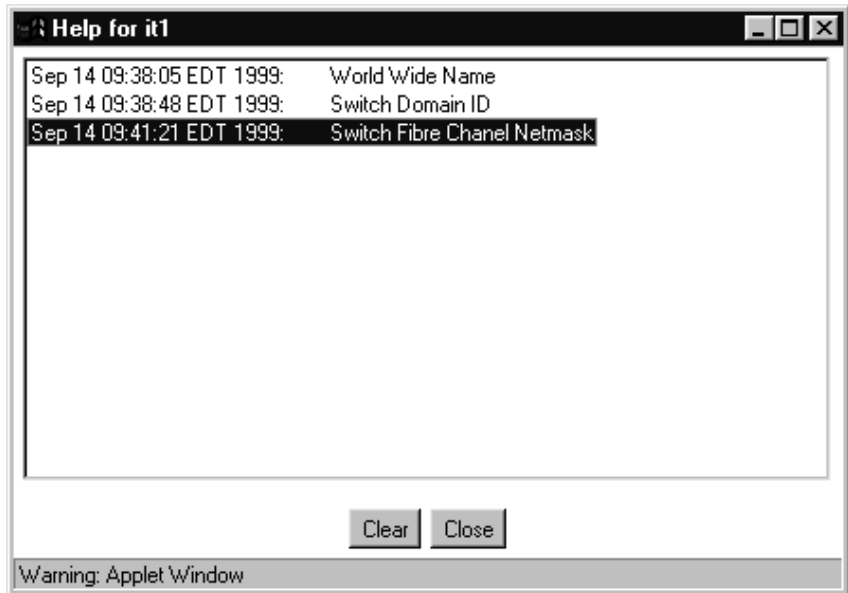 Help for it1
Sep 14 09:38:05 EDT 1999: World Wide Name
Sep 14 09:38:48 EDT 1999: Switch Domain ID
Sep 14 09:41:21 EDT 1999: Switch Fibre Chanel Netmask
Clear Close
Warning: Applet Window